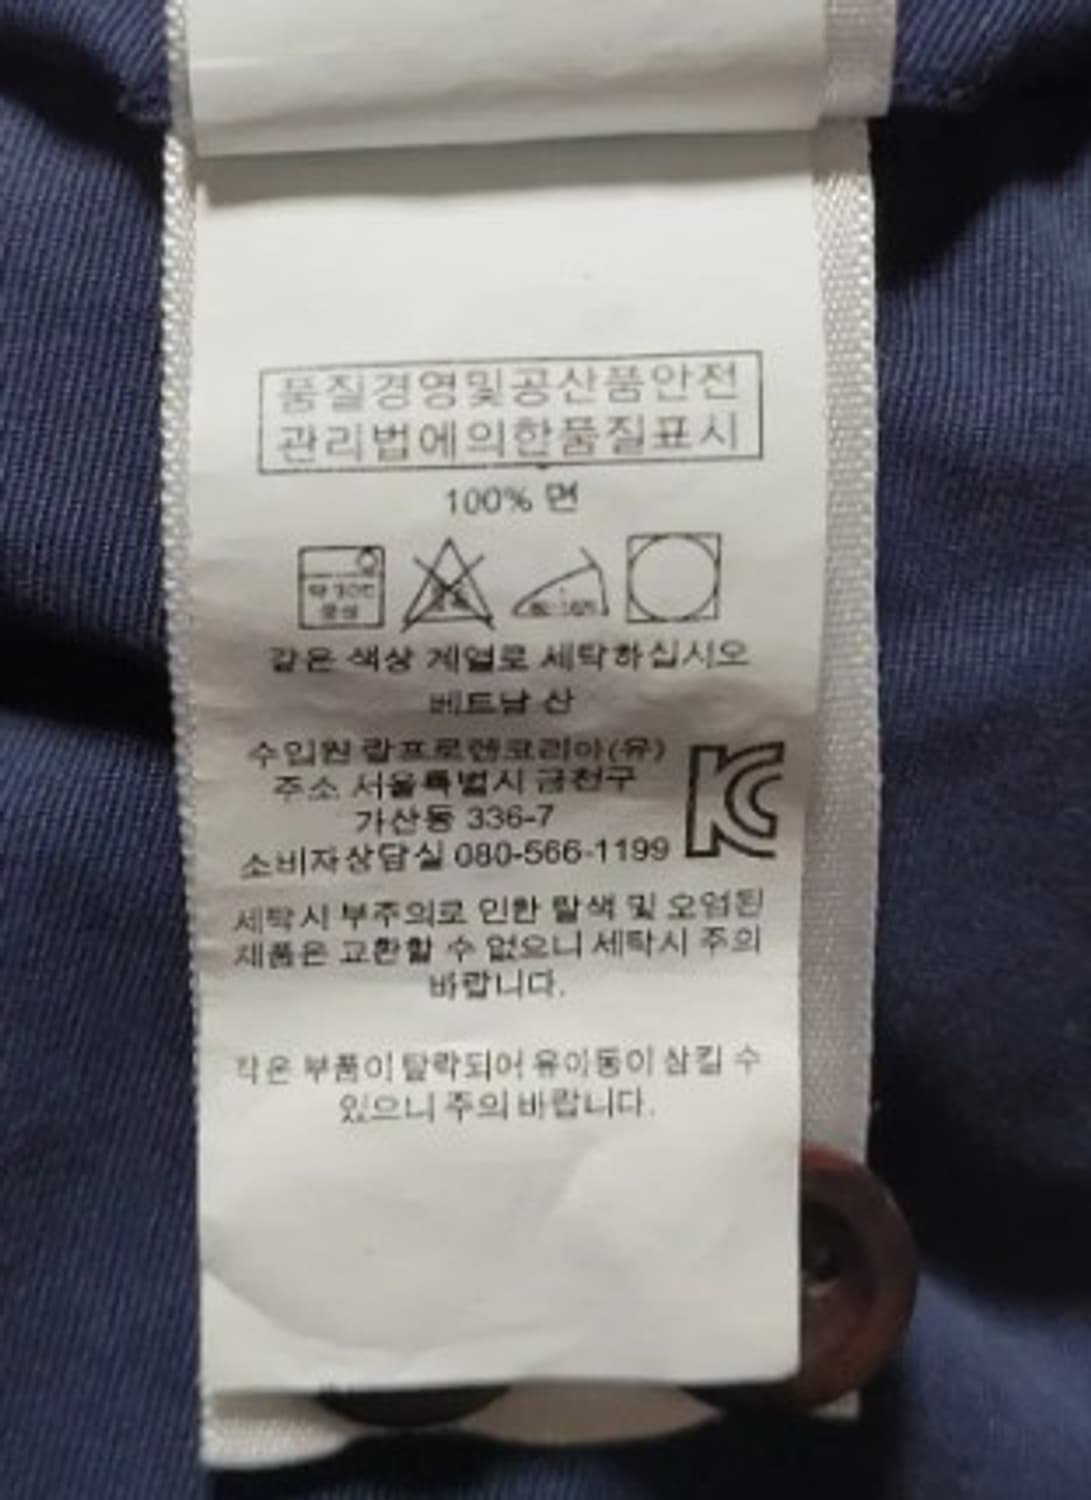 품질경영및공산품안전
관리법에의한품질표시
100% 면
약 30℃
중성
같은 색상 계열로 세탁하십시오
베트남 산
수입원 랄프로렌코리아(유)
주소 서울특별시 금천구
가산동 336-7
소비자상담실 080-566-1199
세탁시 부주의로 인한 탈색 및 오염된
제품은 교환할 수 없으니 세탁시 주의
바랍니다.
작은 부품이 탈락되어 유아동이 삼킬 수
있으니 주의 바랍니다.